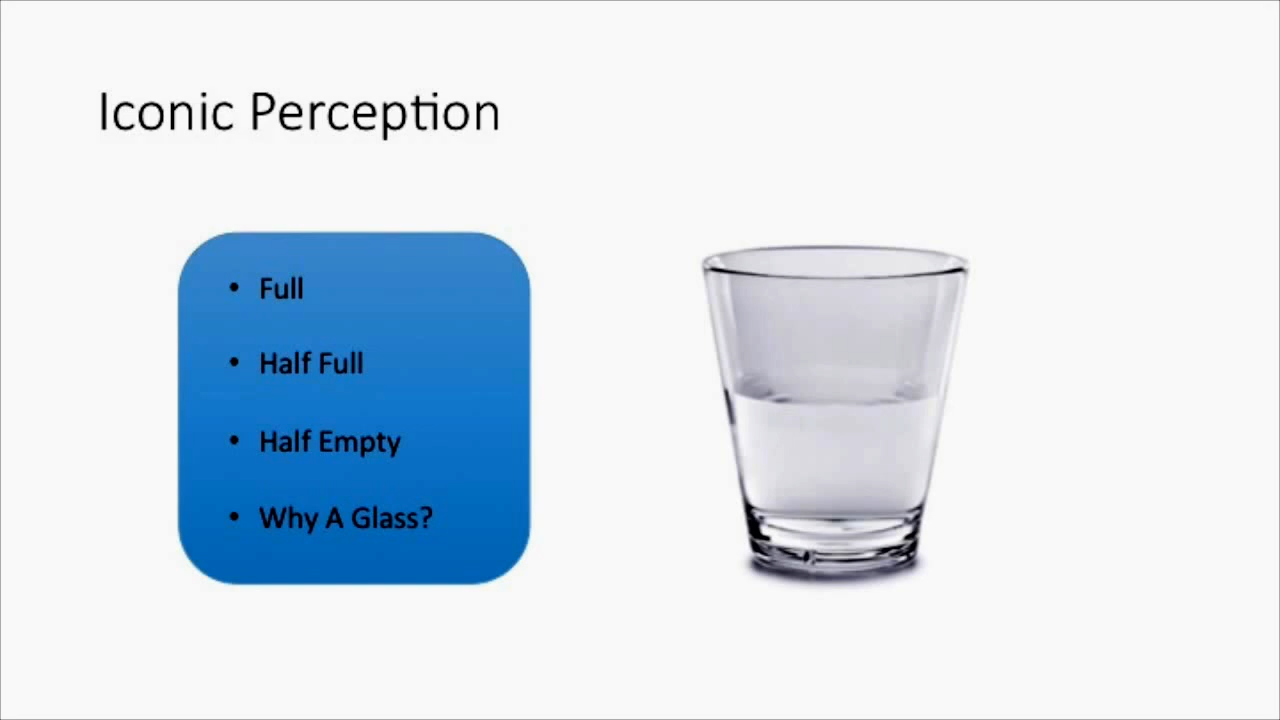 Iconic Perception
• Full
• Half Full
• Half Empty
• Why A Glass?